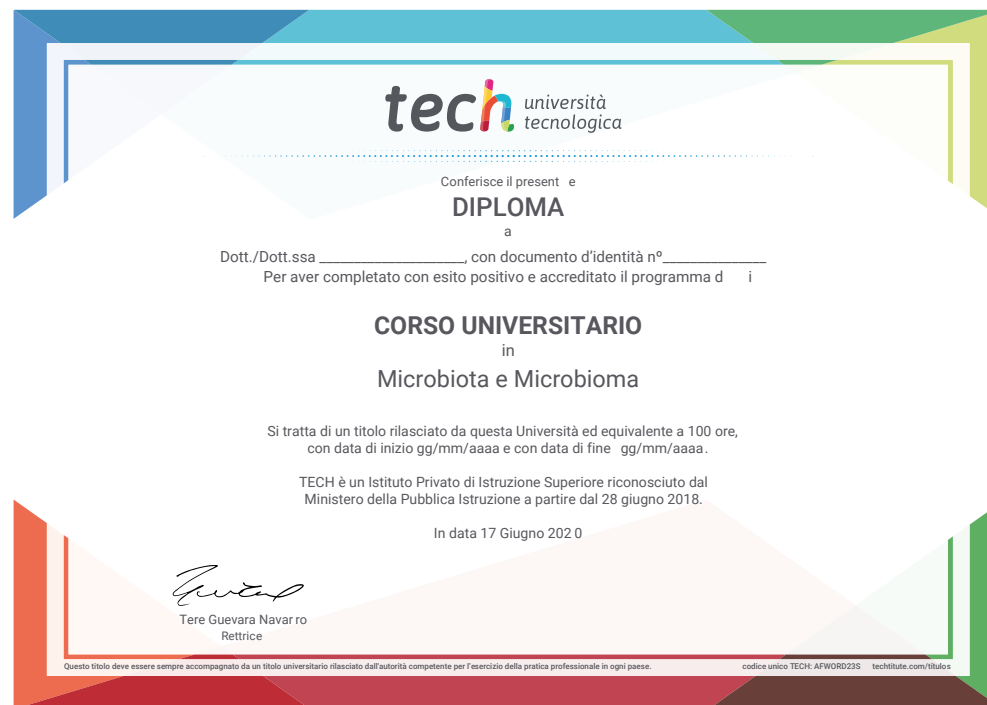 tech università
tecnologica
Conferisce il present e
DIPLOMA
a
Dott./Dott.ssa ____________________, con documento d'identità nº______________
Per aver completato con esito positivo e accreditato il programma d i
CORSO UNIVERSITARIO
in
Microbiota e Microbioma
Si tratta di un titolo rilasciato da questa Università ed equivalente a 100 ore,
con data di inizio gg/mm/aaaa e con data di fine gg/mm/aaaa.
TECH è un Istituto Privato di Istruzione Superiore riconosciuto dal
Ministero della Pubblica Istruzione a partire dal 28 giugno 2018.
In data 17 Giugno 202 0
Tere Guevara Navar ro
Rettrice
Questo titolo deve essere sempre accompagnato da un titolo universitario rilasciato dall'autorità competente per l'esercizio della pratica professionale in ogni paese. codice unico TECH: AFWORD23S techtitute.com/titulos